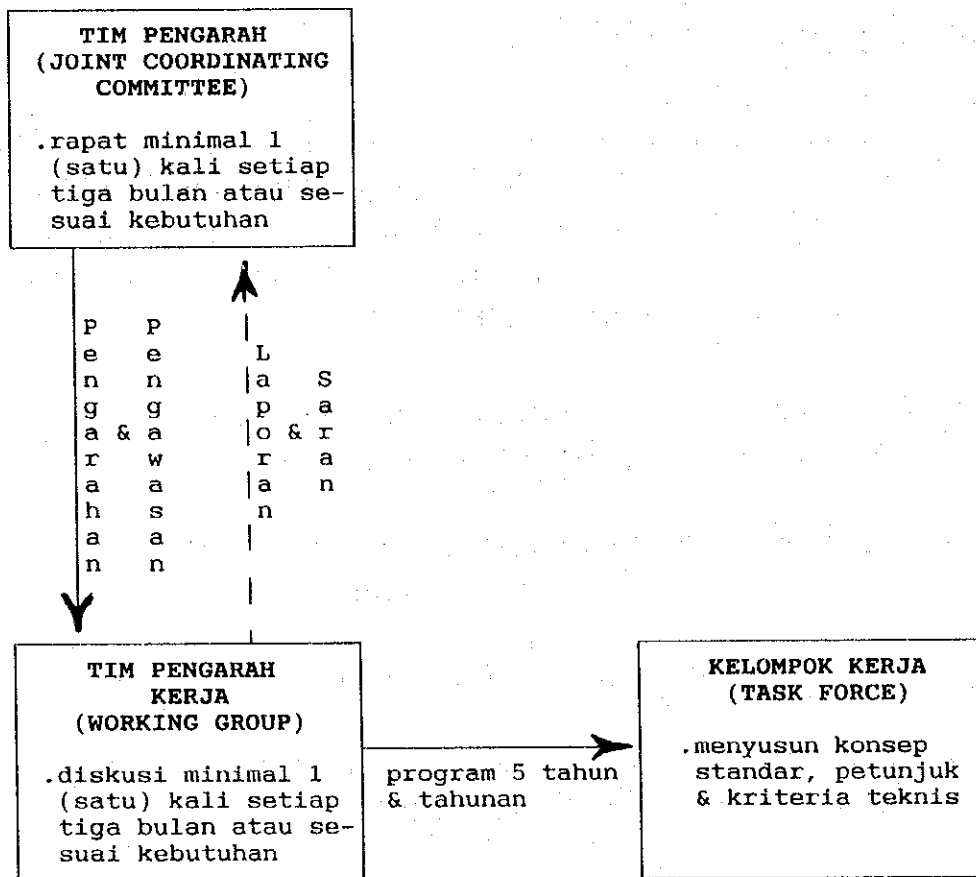 TIM PENGARAH
(JOINT COORDINATING
COMMITTEE)
.rapat minimal 1
(satu) kali setiap
tiga bulan atau se-
suai kebutuhan
Pengarahan
&
Pengawasan
Laporan
&
Saran
TIM PENGARAH
KERJA
(WORKING GROUP)
.diskusi minimal 1
(satu) kali setiap
tiga bulan atau se-
suai kebutuhan
program 5 tahun
& tahunan
KELOMPOK KERJA
(TASK FORCE)
.menyusun konsep
standar, petunjuk
& kriteria teknis